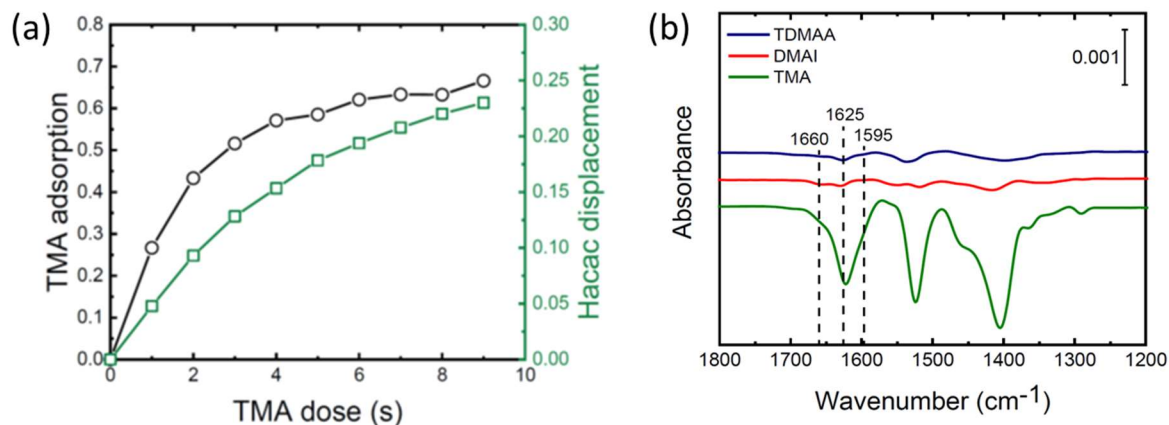 (a)
TMA adsorption
0.8
0.7
0.6
0.5
0.4
0.3
0.2
0.1
0.0
0 2 4 6 8 10
TMA dose (s)
0.30
0.25
0.20
0.15
0.10
0.05
0.00
Hacac displacement
(b)
TDMAA
DMAI
TMA
0.001
1660
1625
1595
Absorbance
1800 1700 1600 1500 1400 1300 1200
Wavenumber (cm⁻¹)